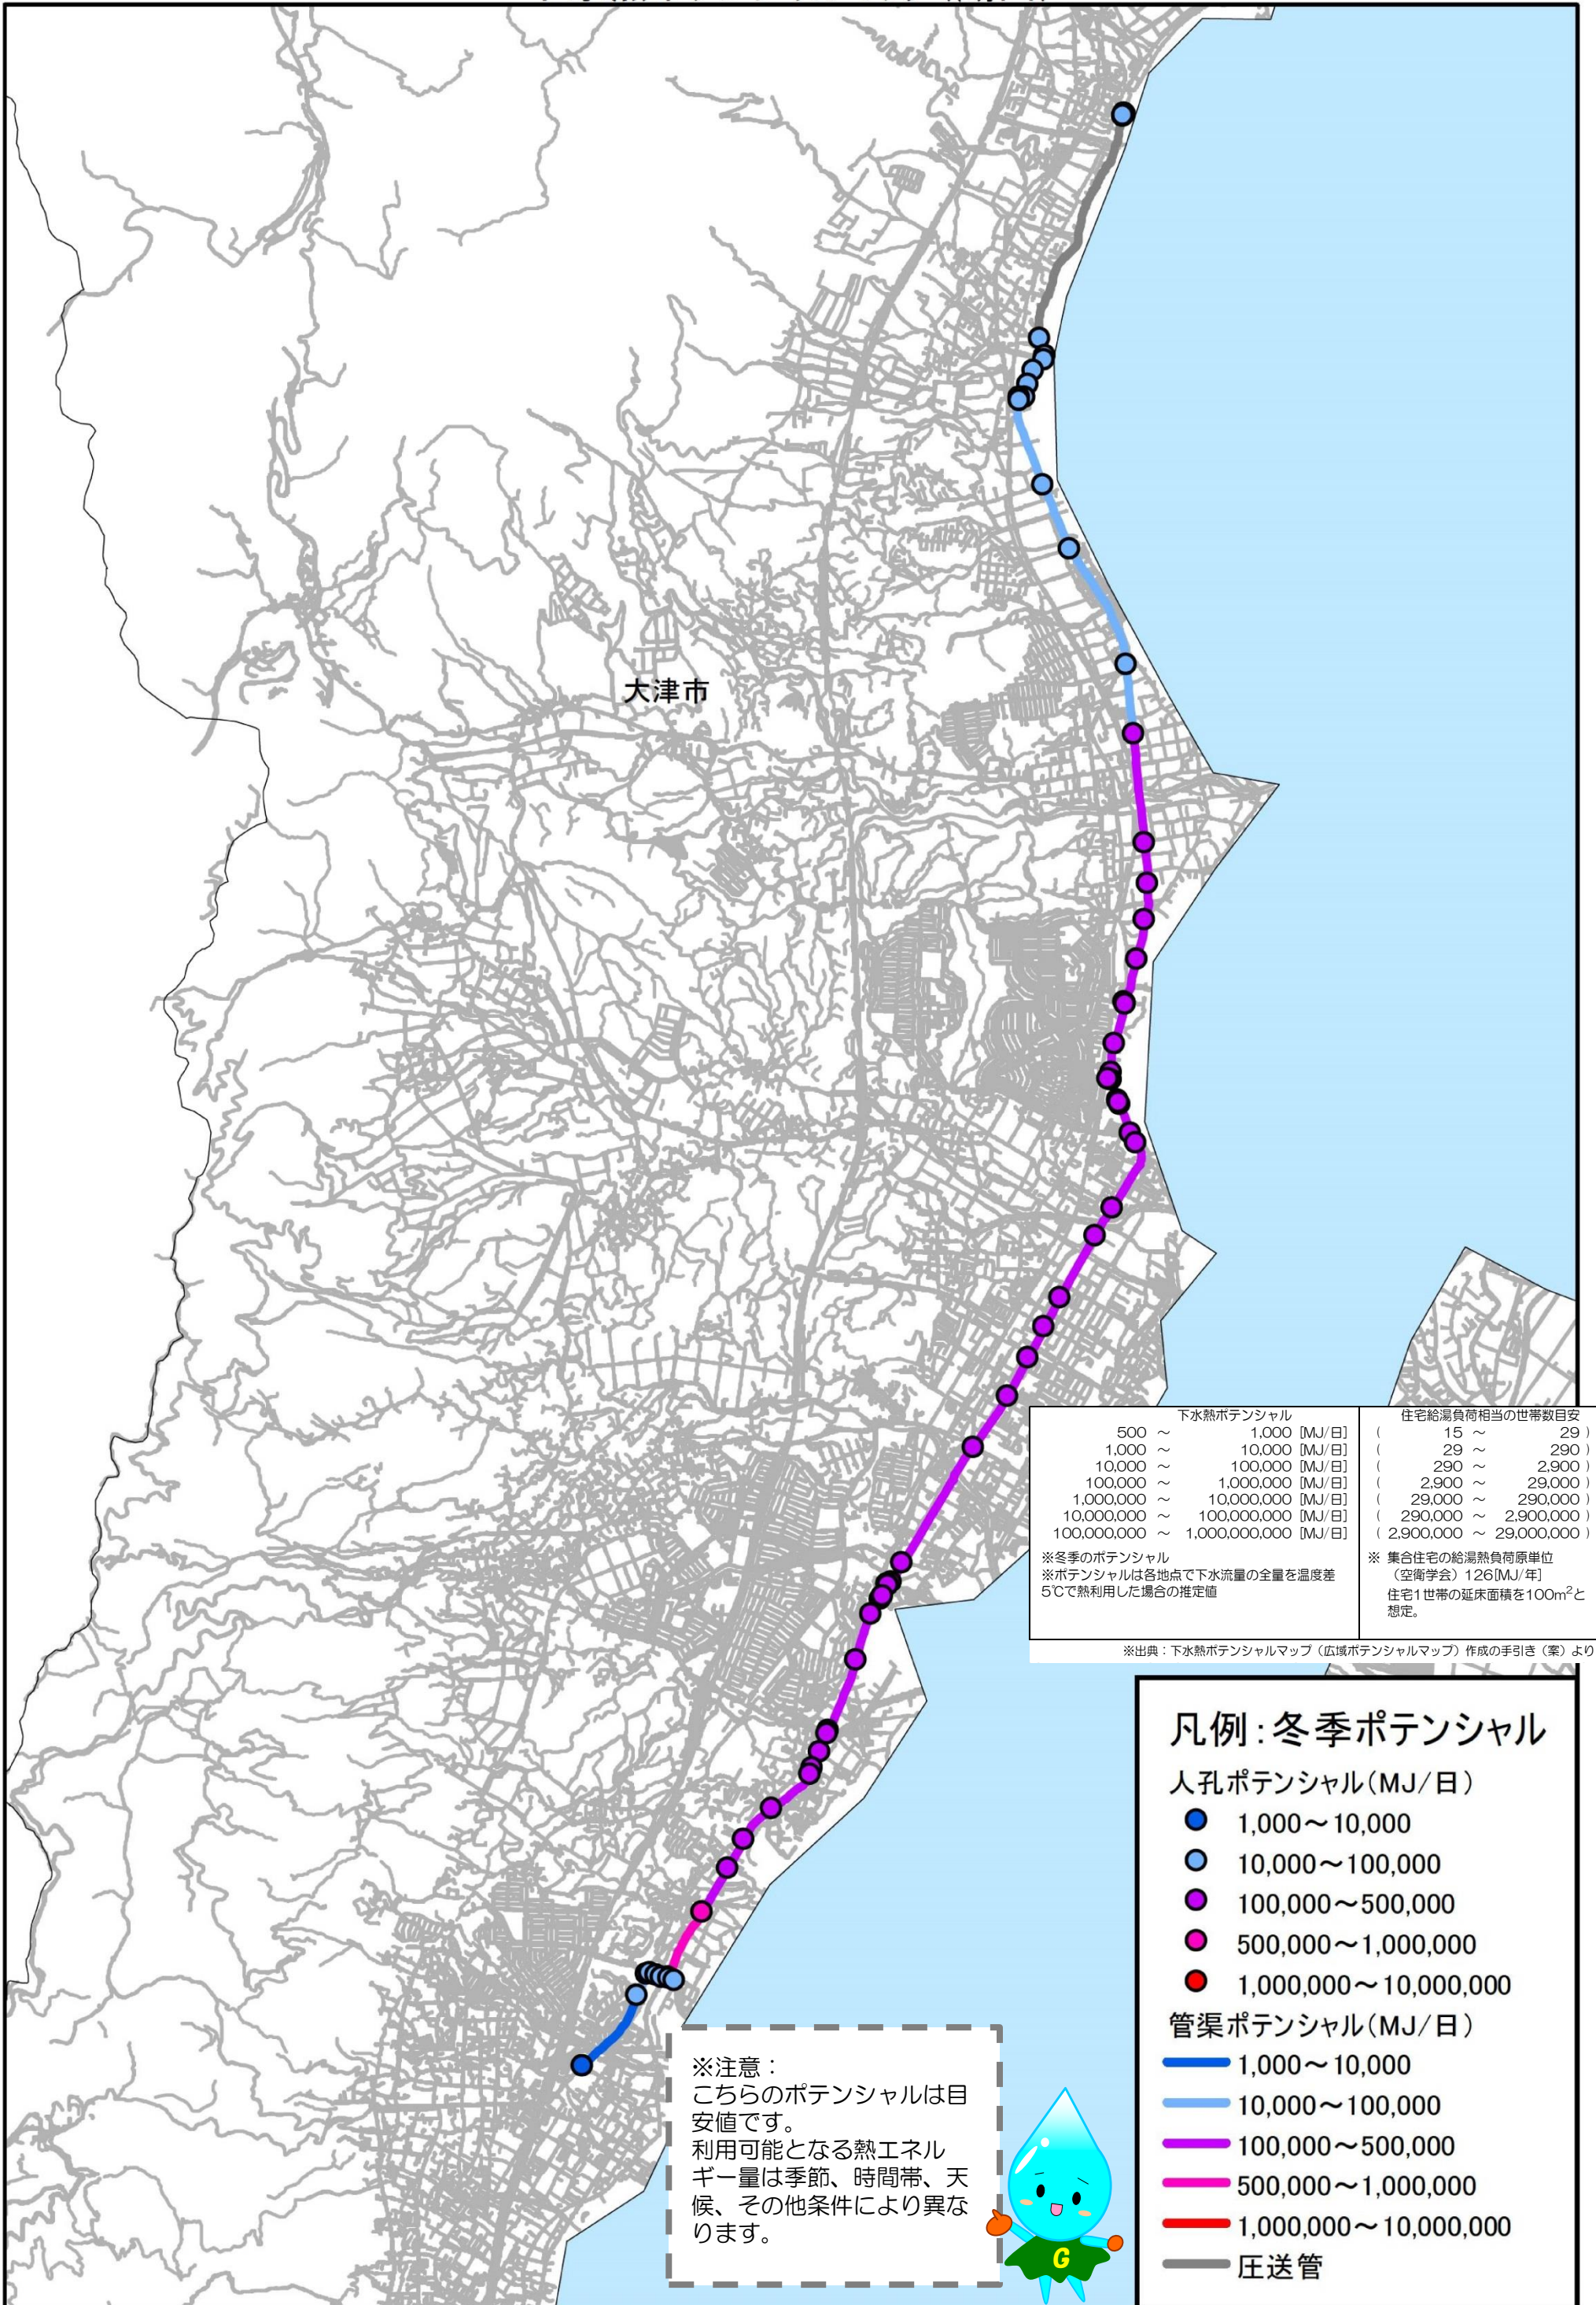 大津市
下水熱ポテンシャル
500 ～ 1,000 [MJ/日]
1,000 ～ 10,000 [MJ/日]
10,000 ～ 100,000 [MJ/日]
100,000 ～ 1,000,000 [MJ/日]
1,000,000 ～ 10,000,000 [MJ/日]
10,000,000 ～ 100,000,000 [MJ/日]
100,000,000 ～ 1,000,000,000 [MJ/日]
※冬季のポテンシャル
※ポテンシャルは各地点で下水流量の全量を温度差
5℃で熱利用した場合の推定値
住宅給湯負荷相当の世帯数目安
( 15 ～ 29 )
( 29 ～ 290 )
( 290 ～ 2,900 )
( 2,900 ～ 29,000 )
( 29,000 ～ 290,000 )
( 290,000 ～ 2,900,000 )
( 2,900,000 ～ 29,000,000 )
※ 集合住宅の給湯熱負荷原単位
（空衛学会）126[MJ/年]
住宅1世帯の延床面積を100m²と
想定。
※出典：下水熱ポテンシャルマップ（広域ポテンシャルマップ）作成の手引き（案）より
凡例：冬季ポテンシャル
人孔ポテンシャル(MJ/日)
1,000～10,000
10,000～100,000
100,000～500,000
500,000～1,000,000
1,000,000～10,000,000
管渠ポテンシャル(MJ/日)
1,000～10,000
10,000～100,000
100,000～500,000
500,000～1,000,000
1,000,000～10,000,000
圧送管
※注意：
こちらのポテンシャルは目
安値です。
利用可能となる熱エネル
ギー量は季節、時間帯、天
候、その他条件により異な
ります。
G